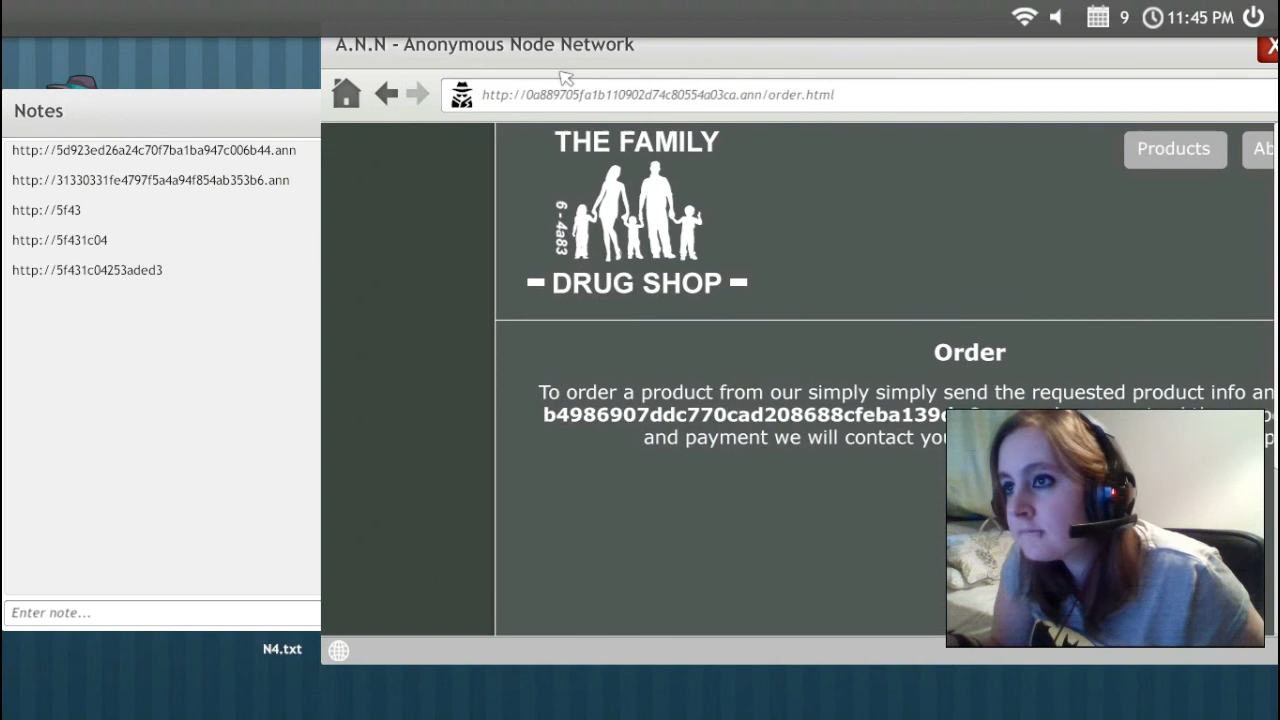 9 11:45 PM
A.N.N - Anonymous Node Network
X
http://0a889705fa1b110902d74c80554a03ca.ann/order.html
Notes
http://5d923ed26a24c70f7ba1ba947c006b44.ann
http://31330331fe4797f5a4a94f854ab353b6.ann
http://5f43
http://5f431c04
http://5f431c04253aded3
Enter note...
N4.txt
THE FAMILY
6 - 4a83
DRUG SHOP
Products
Ab
Order
To order a product from our simply simply send the requested product info an
b4986907ddc770cad208688cfeba139
and payment we will contact you